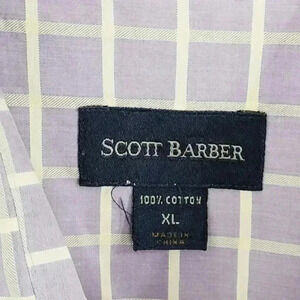 SCOTT BARBER
100% COTTON
XL
MADE IN
CHINA